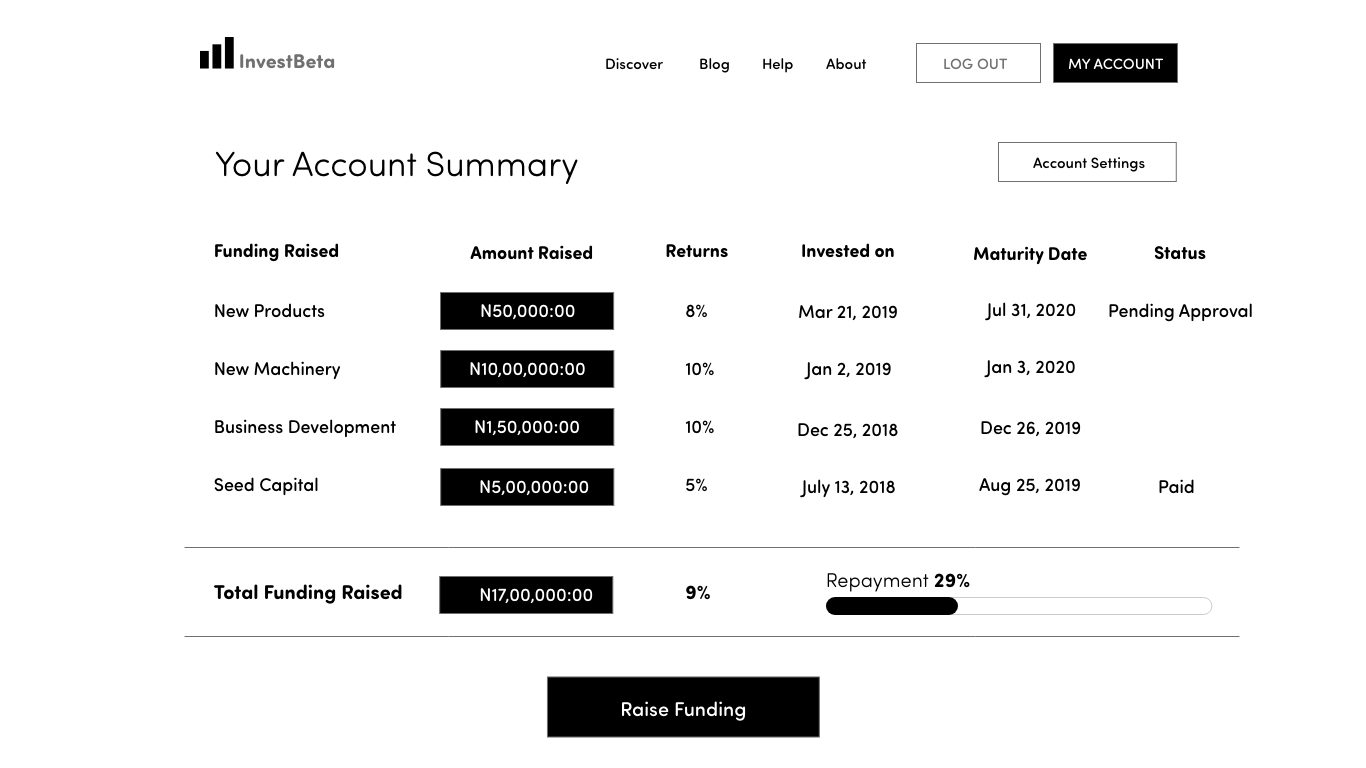 InvestBeta
Discover Blog Help About LOG OUT MY ACCOUNT
Your Account Summary Account Settings
Funding Raised Amount Raised Returns Invested on Maturity Date Status
New Products N50,000:00 8% Mar 21, 2019 Jul 31, 2020 Pending Approval
New Machinery N10,00,000:00 10% Jan 2, 2019 Jan 3, 2020
Business Development N1,50,000:00 10% Dec 25, 2018 Dec 26, 2019
Seed Capital N5,00,000:00 5% July 13, 2018 Aug 25, 2019 Paid
Repayment 29%
Total Funding Raised N17,00,000:00 9%
Raise Funding